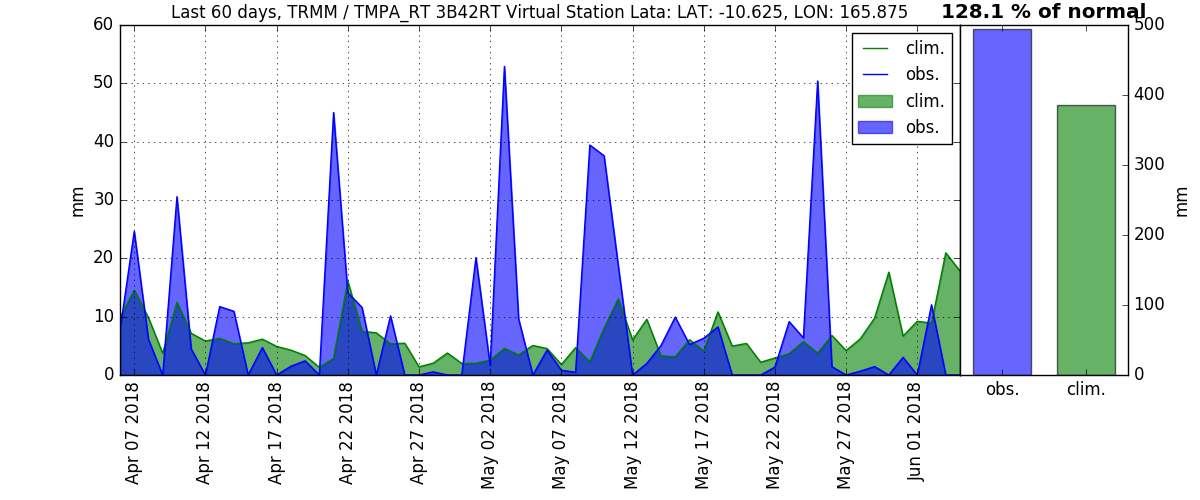 Last 60 days, TRMM / TMPA_RT 3B42RT Virtual Station Lata: LAT: -10.625, LON: 165.875
128.1 % of normal
60
50
40
30
20
10
0
mm
clim.
obs.
clim.
obs.
Apr 07 2018
Apr 12 2018
Apr 17 2018
Apr 22 2018
Apr 27 2018
May 02 2018
May 07 2018
May 12 2018
May 17 2018
May 22 2018
May 27 2018
Jun 01 2018
500
400
300
200
100
0
mm
obs.
clim.